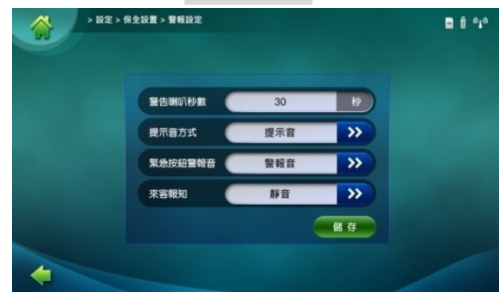 > 設定 > 保全設置 > 警報設定
警告喇叭秒數 30 秒
提示音方式 提示音
緊急按鈕警報音 警報音
來客報知 靜音
儲存